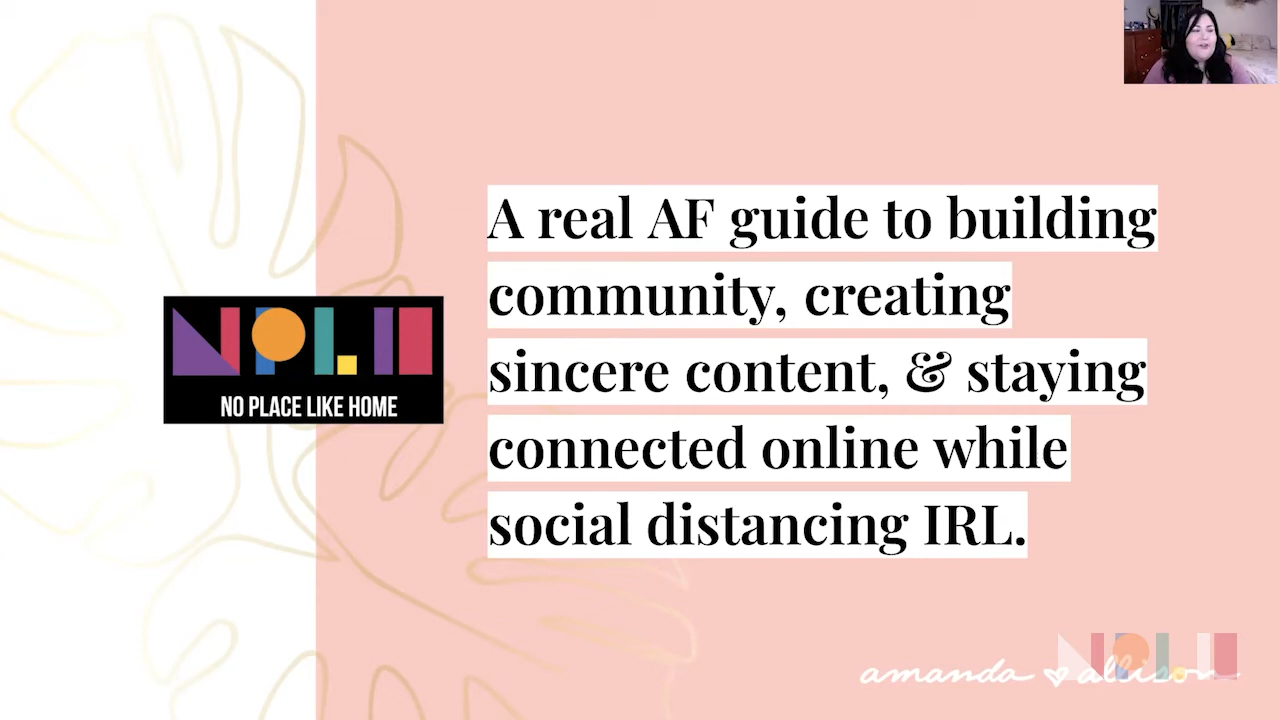 NPLH
NO PLACE LIKE HOME
A real AF guide to building
community, creating
sincere content, & staying
connected online while
social distancing IRL.
amanda allison
NPLH